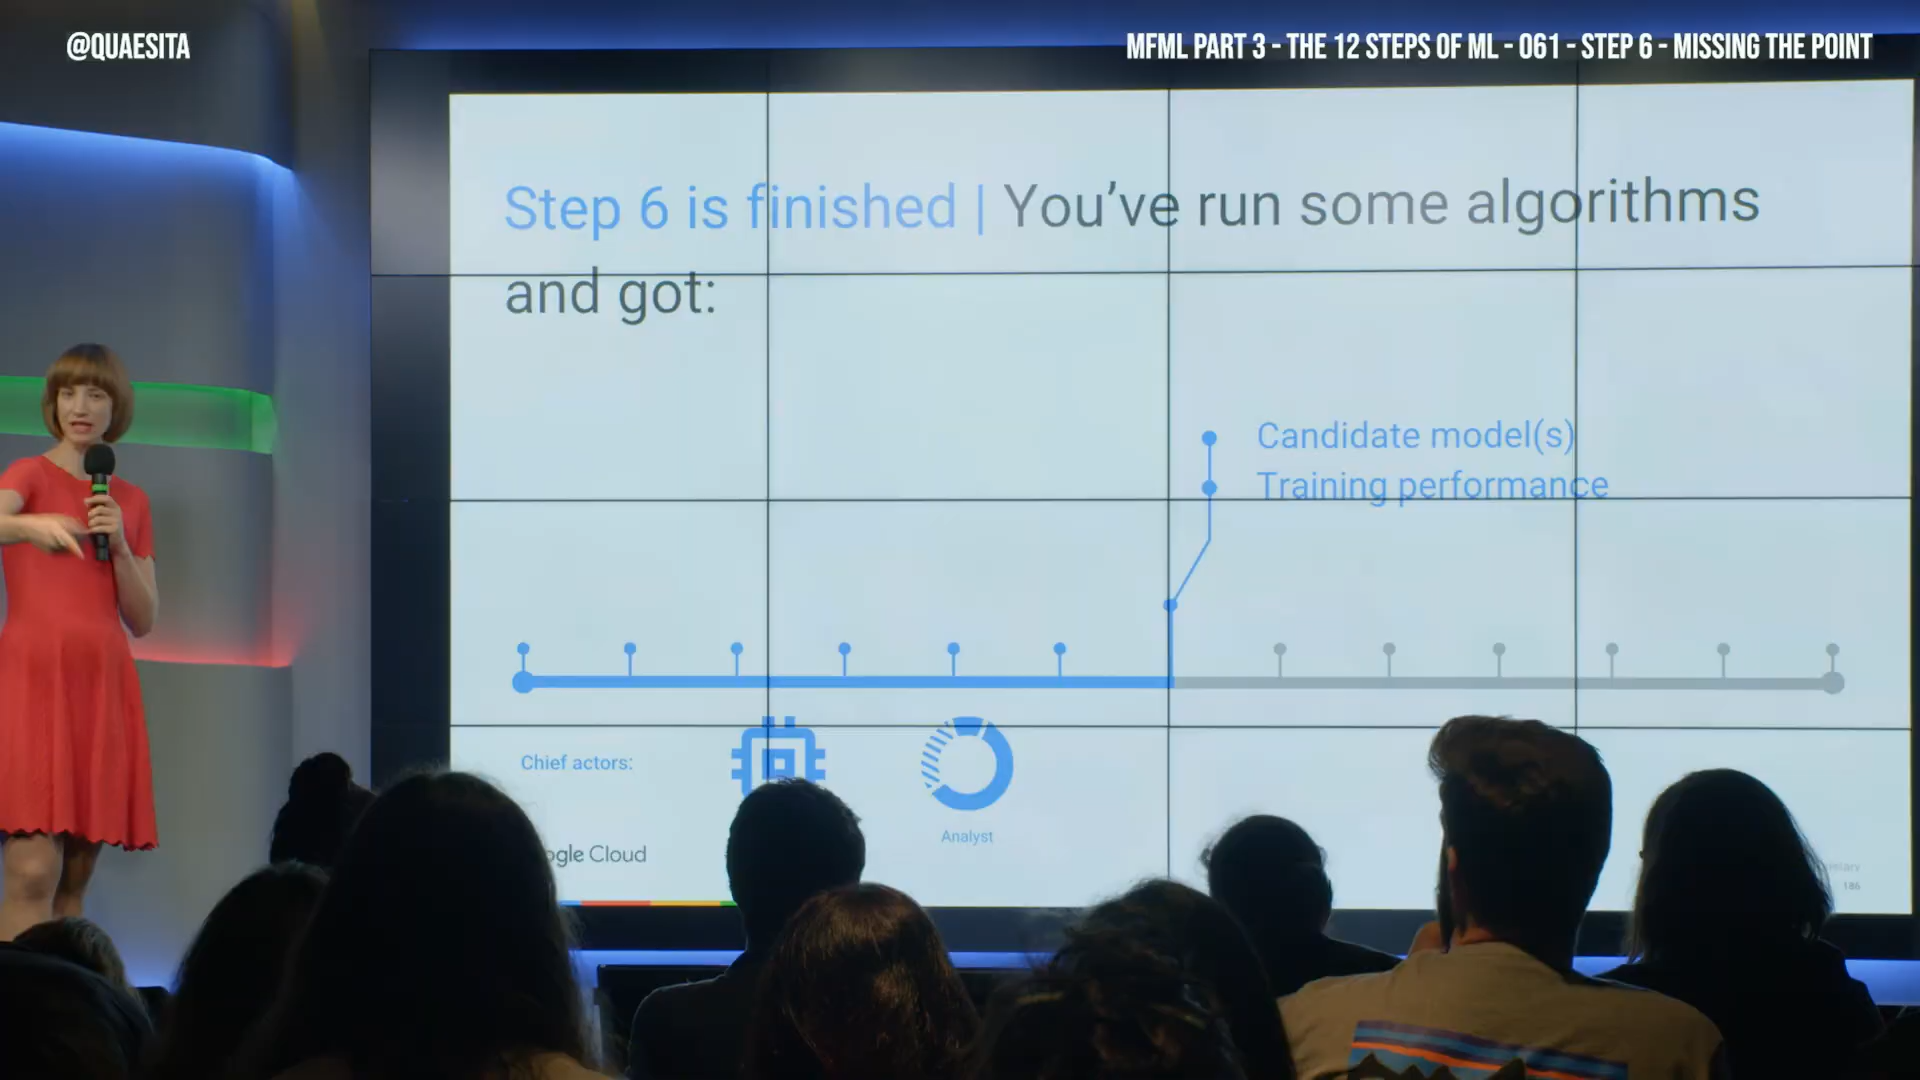 @QUAESITA
MFML PART 3 - THE 12 STEPS OF ML - 061 - STEP 6 - MISSING THE POINT
Step 6 is finished | You've run some algorithms
and got:
Candidate model(s)
Training performance
Chief actors:
Analyst
Cloud
186